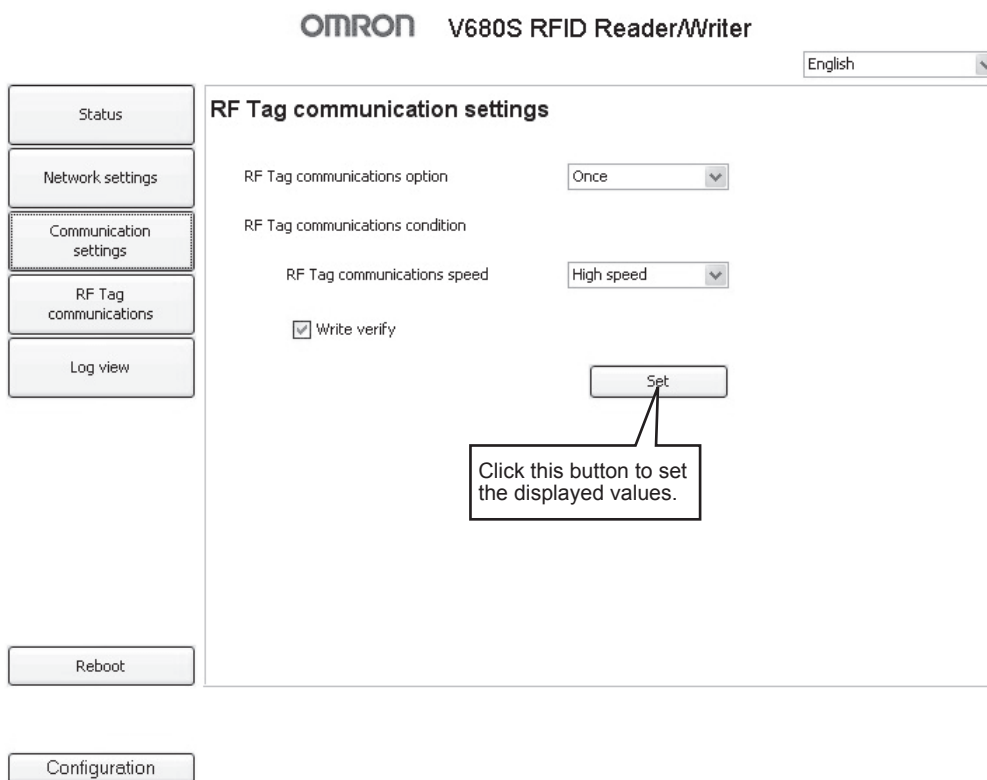 OMRON V680S RFID Reader/Writer
English
Status
RF Tag communication settings
Network settings
RF Tag communications option
Once
Communication
settings
RF Tag communications condition
RF Tag communications speed
High speed
RF Tag
communications
Write verify
Log view
Set
Click this button to set
the displayed values.
Reboot
Configuration